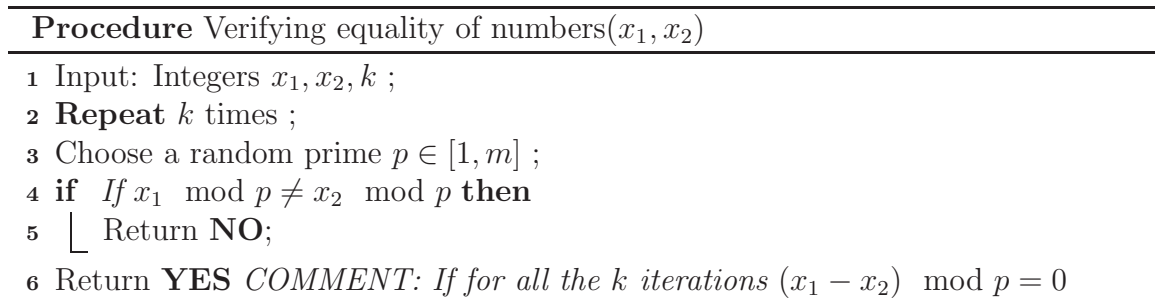 Procedure Verifying equality of numbers(x₁, x₂)
1 Input: Integers x₁, x₂, k ;
2 Repeat k times ;
3 Choose a random prime p ∈ [1, m] ;
4 if If x₁ mod p ≠ x₂ mod p then
5 Return NO;
6 Return YES COMMENT: If for all the k iterations (x₁ − x₂) mod p = 0